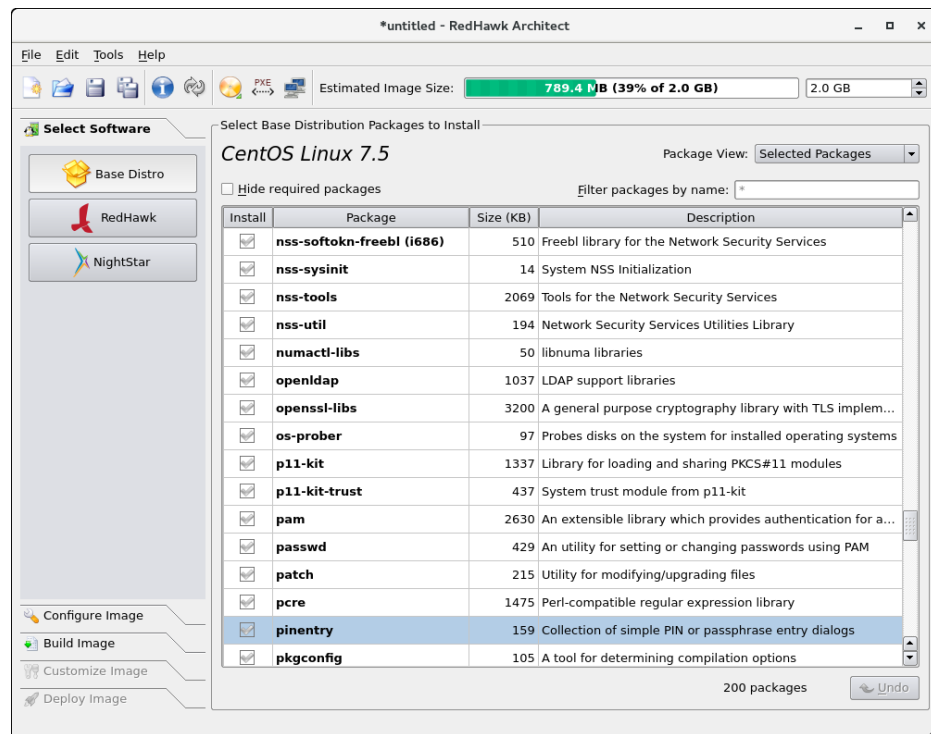 *untitled - RedHawk Architect
File Edit Tools Help
PXE
Estimated Image Size: 789.4 MB (39% of 2.0 GB) 2.0 GB
Select Software
Base Distro
RedHawk
NightStar
Configure Image
Build Image
Customize Image
Deploy Image
Select Base Distribution Packages to Install
CentOS Linux 7.5
Package View: Selected Packages
Hide required packages
Filter packages by name: *
Install Package Size (KB) Description
nss-softokn-freebl (i686) 510 Freebl library for the Network Security Services
nss-sysinit 14 System NSS Initialization
nss-tools 2069 Tools for the Network Security Services
nss-util 194 Network Security Services Utilities Library
numactl-libs 50 libnuma libraries
openldap 1037 LDAP support libraries
openssl-libs 3200 A general purpose cryptography library with TLS implem...
os-prober 97 Probes disks on the system for installed operating systems
p11-kit 1337 Library for loading and sharing PKCS#11 modules
p11-kit-trust 437 System trust module from p11-kit
pam 2630 An extensible library which provides authentication for a...
passwd 429 An utility for setting or changing passwords using PAM
patch 215 Utility for modifying/upgrading files
pcre 1475 Perl-compatible regular expression library
pinentry 159 Collection of simple PIN or passphrase entry dialogs
pkgconfig 105 A tool for determining compilation options
200 packages
Undo